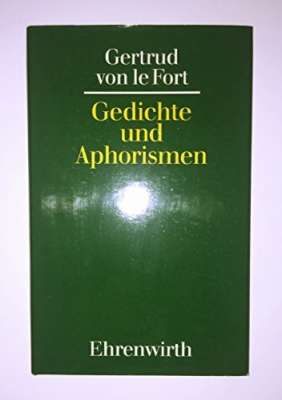 Gertrud
von le Fort
Gedichte
und
Aphorismen
Ehrenwirth